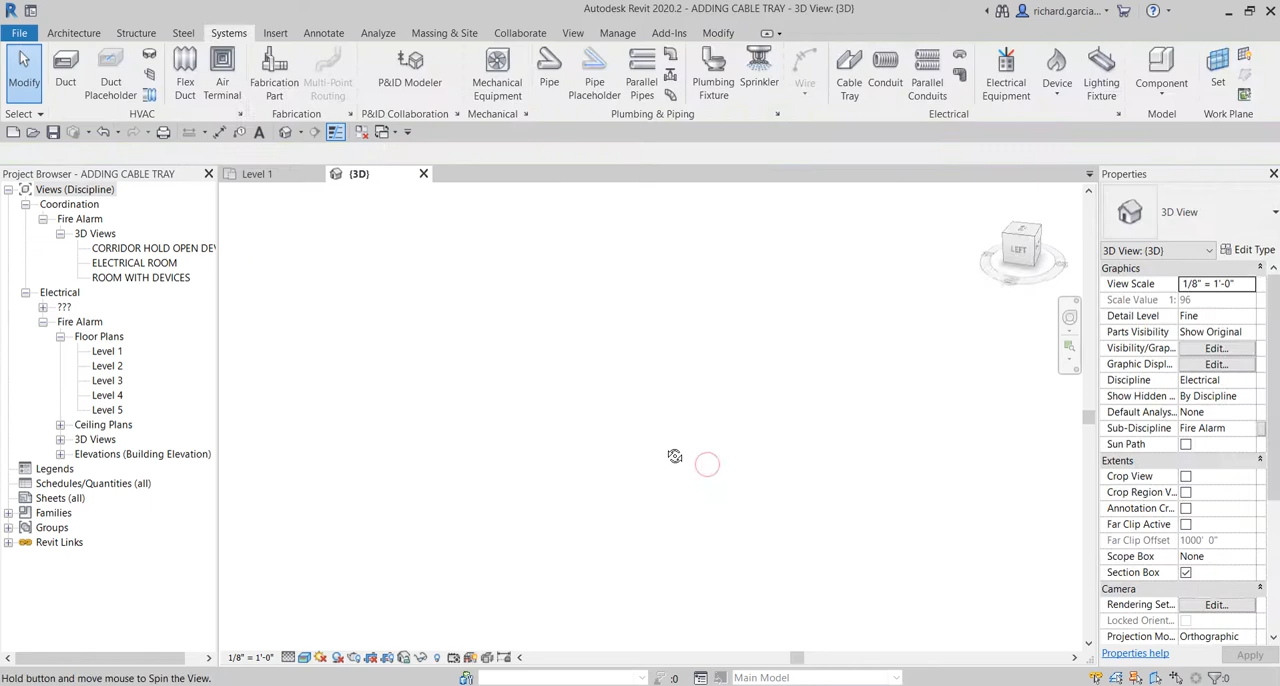 Autodesk Revit 2020.2 - ADDING CABLE TRAY - 3D View: {3D}
richard.garcia...
File Architecture Structure Steel Systems Insert Annotate Analyze Massing & Site Collaborate View Manage Add-Ins Modify
Modify
Duct
Duct Placeholder
Flex Duct
Air Terminal
Fabrication Part
Multi-Point Routing
P&ID Modeler
Mechanical Equipment
Pipe
Pipe Placeholder
Parallel Pipes
Plumbing Fixture
Sprinkler
Wire
Cable Tray
Conduit
Parallel Conduits
Electrical Equipment
Device
Lighting Fixture
Component
Set
Select HVAC Fabrication P&ID Collaboration Mechanical Plumbing & Piping Electrical Model Work Plane
Project Browser - ADDING CABLE TRAY
Level 1
{3D}
Properties
Views (Discipline)
Coordination
Fire Alarm
3D Views
CORRIDOR HOLD OPEN DEV
ELECTRICAL ROOM
ROOM WITH DEVICES
Electrical
???
Fire Alarm
Floor Plans
Level 1
Level 2
Level 3
Level 4
Level 5
Ceiling Plans
3D Views
Elevations (Building Elevation)
Legends
Schedules/Quantities (all)
Sheets (all)
Families
Groups
Revit Links
LEFT
3D View
3D View: {3D} Edit Type
Graphics
View Scale 1/8" = 1'-0"
Scale Value 1: 96
Detail Level Fine
Parts Visibility Show Original
Visibility/Grap... Edit...
Graphic Displ... Edit...
Discipline Electrical
Show Hidden ... By Discipline
Default Analys... None
Sub-Discipline Fire Alarm
Sun Path
Extents
Crop View
Crop Region V...
Annotation Cr...
Far Clip Active
Far Clip Offset 1000' 0"
Scope Box None
Section Box
Camera
Rendering Set... Edit...
Locked Orient...
Projection Mo... Orthographic
Properties help Apply
1/8" = 1'-0"
Hold button and move mouse to Spin the View.
:0
Main Model
:0